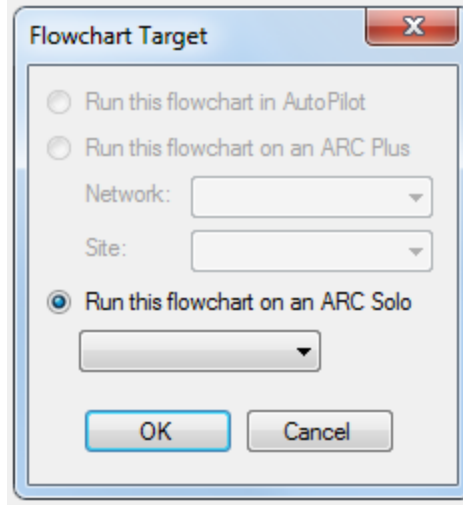 Flowchart Target
Run this flowchart in AutoPilot
Run this flowchart on an ARC Plus
Network:
Site:
Run this flowchart on an ARC Solo
OK Cancel